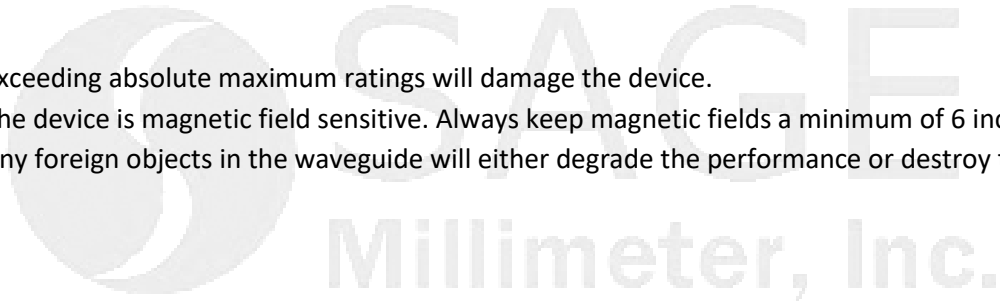 SAGE
xceeding absolute maximum ratings will damage the device.
he device is magnetic field sensitive. Always keep magnetic fields a minimum of 6 in
ny foreign objects in the waveguide will either degrade the performance or destroy
Millimeter, Inc.